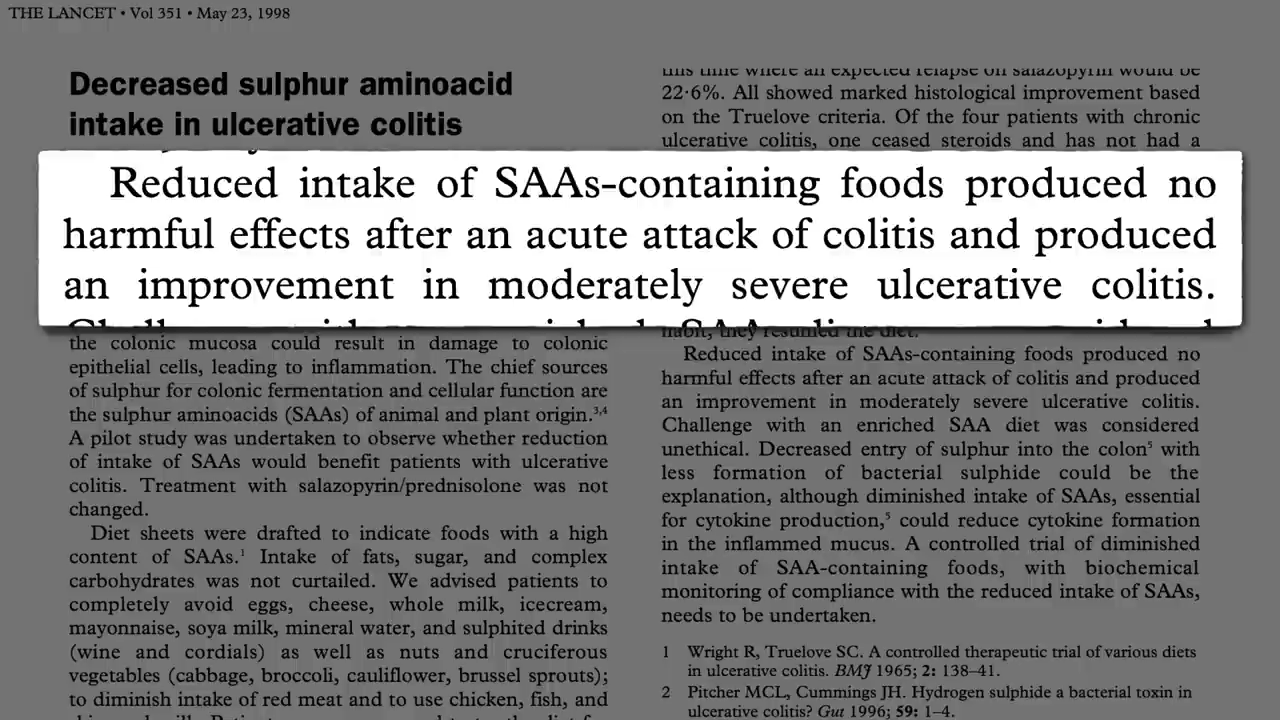 THE LANCET • Vol 351 • May 23, 1998
Decreased sulphur aminoacid
intake in ulcerative colitis
this time where an expected relapse on salazopyrin would be
22·6%. All showed marked histological improvement based
on the Truelove criteria. Of the four patients with chronic
ulcerative colitis, one ceased steroids and has not had a
Reduced intake of SAAs-containing foods produced no
harmful effects after an acute attack of colitis and produced
an improvement in moderately severe ulcerative colitis.
the colonic mucosa could result in damage to colonic
epithelial cells, leading to inflammation. The chief sources
of sulphur for colonic fermentation and cellular function are
the sulphur aminoacids (SAAs) of animal and plant origin.³,⁴
A pilot study was undertaken to observe whether reduction
of intake of SAAs would benefit patients with ulcerative
colitis. Treatment with salazopyrin/prednisolone was not
changed.
Diet sheets were drafted to indicate foods with a high
content of SAAs.¹ Intake of fats, sugar, and complex
carbohydrates was not curtailed. We advised patients to
completely avoid eggs, cheese, whole milk, icecream,
mayonnaise, soya milk, mineral water, and sulphited drinks
(wine and cordials) as well as nuts and cruciferous
vegetables (cabbage, broccoli, cauliflower, brussel sprouts);
to diminish intake of red meat and to use chicken, fish, and
habit, they resumed the diet.
Reduced intake of SAAs-containing foods produced no
harmful effects after an acute attack of colitis and produced
an improvement in moderately severe ulcerative colitis.
Challenge with an enriched SAA diet was considered
unethical. Decreased entry of sulphur into the colon⁵ with
less formation of bacterial sulphide could be the
explanation, although diminished intake of SAAs, essential
for cytokine production,⁵ could reduce cytokine formation
in the inflammed mucus. A controlled trial of diminished
intake of SAA-containing foods, with biochemical
monitoring of compliance with the reduced intake of SAAs,
needs to be undertaken.
1 Wright R, Truelove SC. A controlled therapeutic trial of various diets
in ulcerative colitis. BMJ 1965; 2: 138–41.
2 Pitcher MCL, Cummings JH. Hydrogen sulphide a bacterial toxin in
ulcerative colitis? Gut 1996; 59: 1–4.